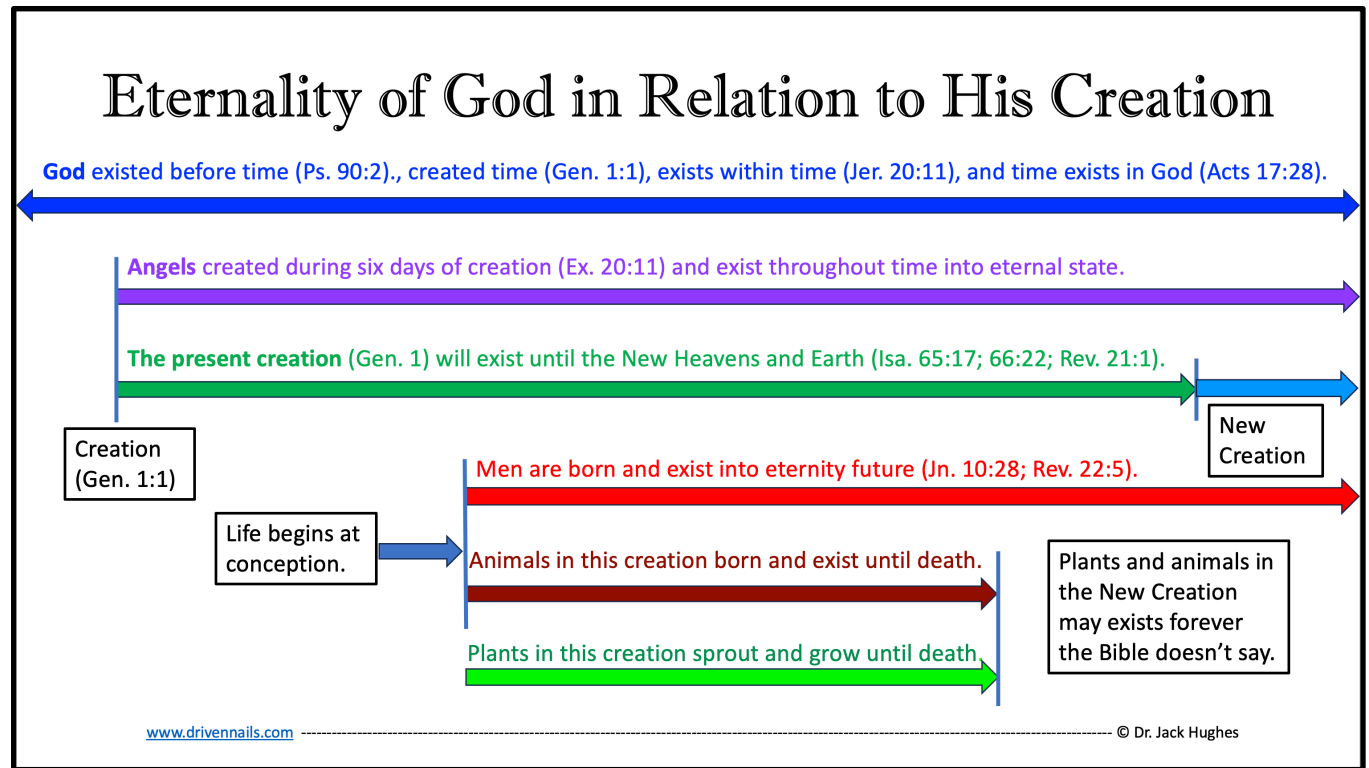 Eternality of God in Relation to His Creation
God existed before time (Ps. 90:2)., created time (Gen. 1:1), exists within time (Jer. 20:11), and time exists in God (Acts 17:28).
Angels created during six days of creation (Ex. 20:11) and exist throughout time into eternal state.
The present creation (Gen. 1) will exist until the New Heavens and Earth (Isa. 65:17; 66:22; Rev. 21:1).
Creation
(Gen. 1:1)
New
Creation
Men are born and exist into eternity future (Jn. 10:28; Rev. 22:5).
Life begins at
conception.
Animals in this creation born and exist until death.
Plants and animals in
the New Creation
may exists forever
the Bible doesn’t say.
Plants in this creation sprout and grow until death.
www.drivennails.com
© Dr. Jack Hughes